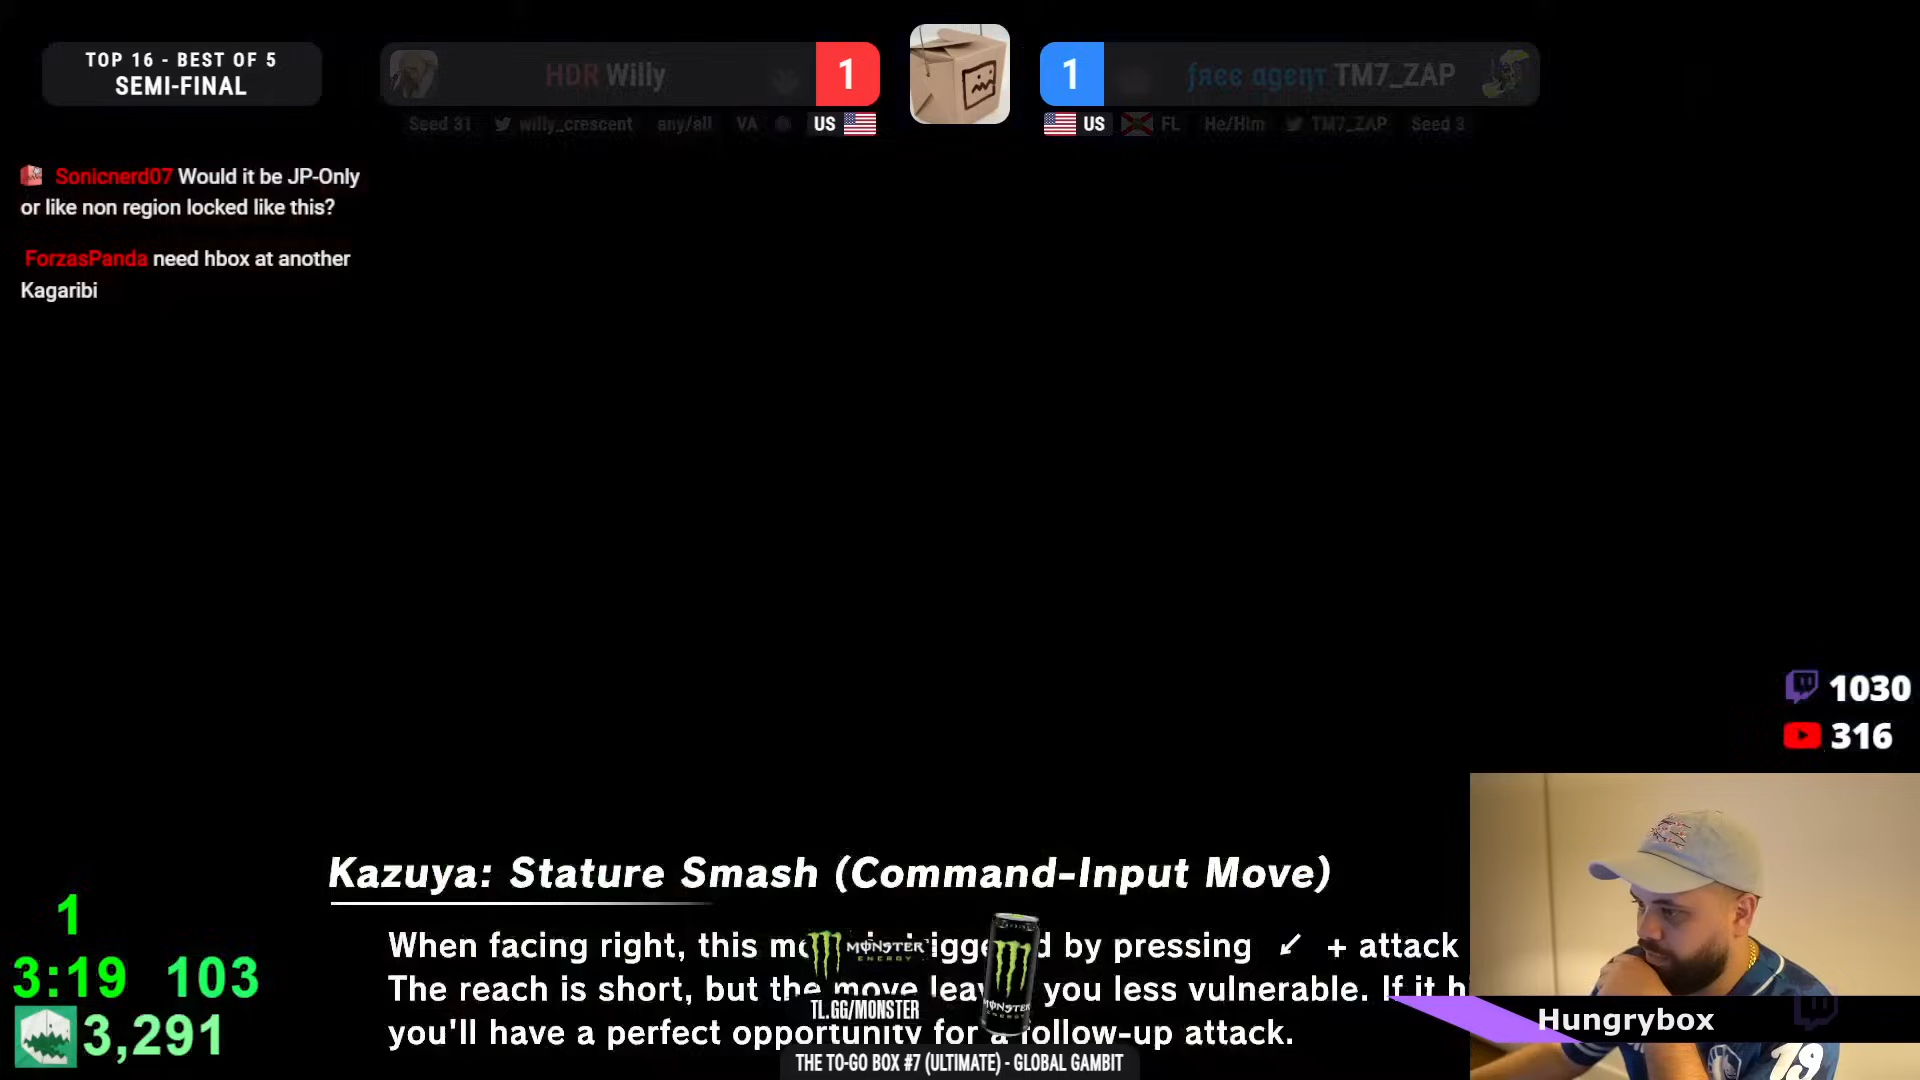 TOP 16 - BEST OF 5
SEMI-FINAL
HDR Willy
1
1
free agent TM7_ZAP
Seed 31 willy_crescent any/all VA US
US FL He/Him TM7_ZAP Seed 3
Sonicnerd07 Would it be JP-Only
or like non region locked like this?
ForzasPanda need hbox at another
Kagaribi
1030
316
Kazuya: Stature Smash (Command-Input Move)
When facing right, this by pressing ↙ + attack
The reach is short, but the move you less vulnerable. If it
you'll have a perfect opportunity for a follow-up attack.
MONSTER
ENERGY
MONSTER
TL.GG/MONSTER
THE TO-GO BOX #7 (ULTIMATE) - GLOBAL GAMBIT
1
3:19 103
3,291
Hungrybox
19